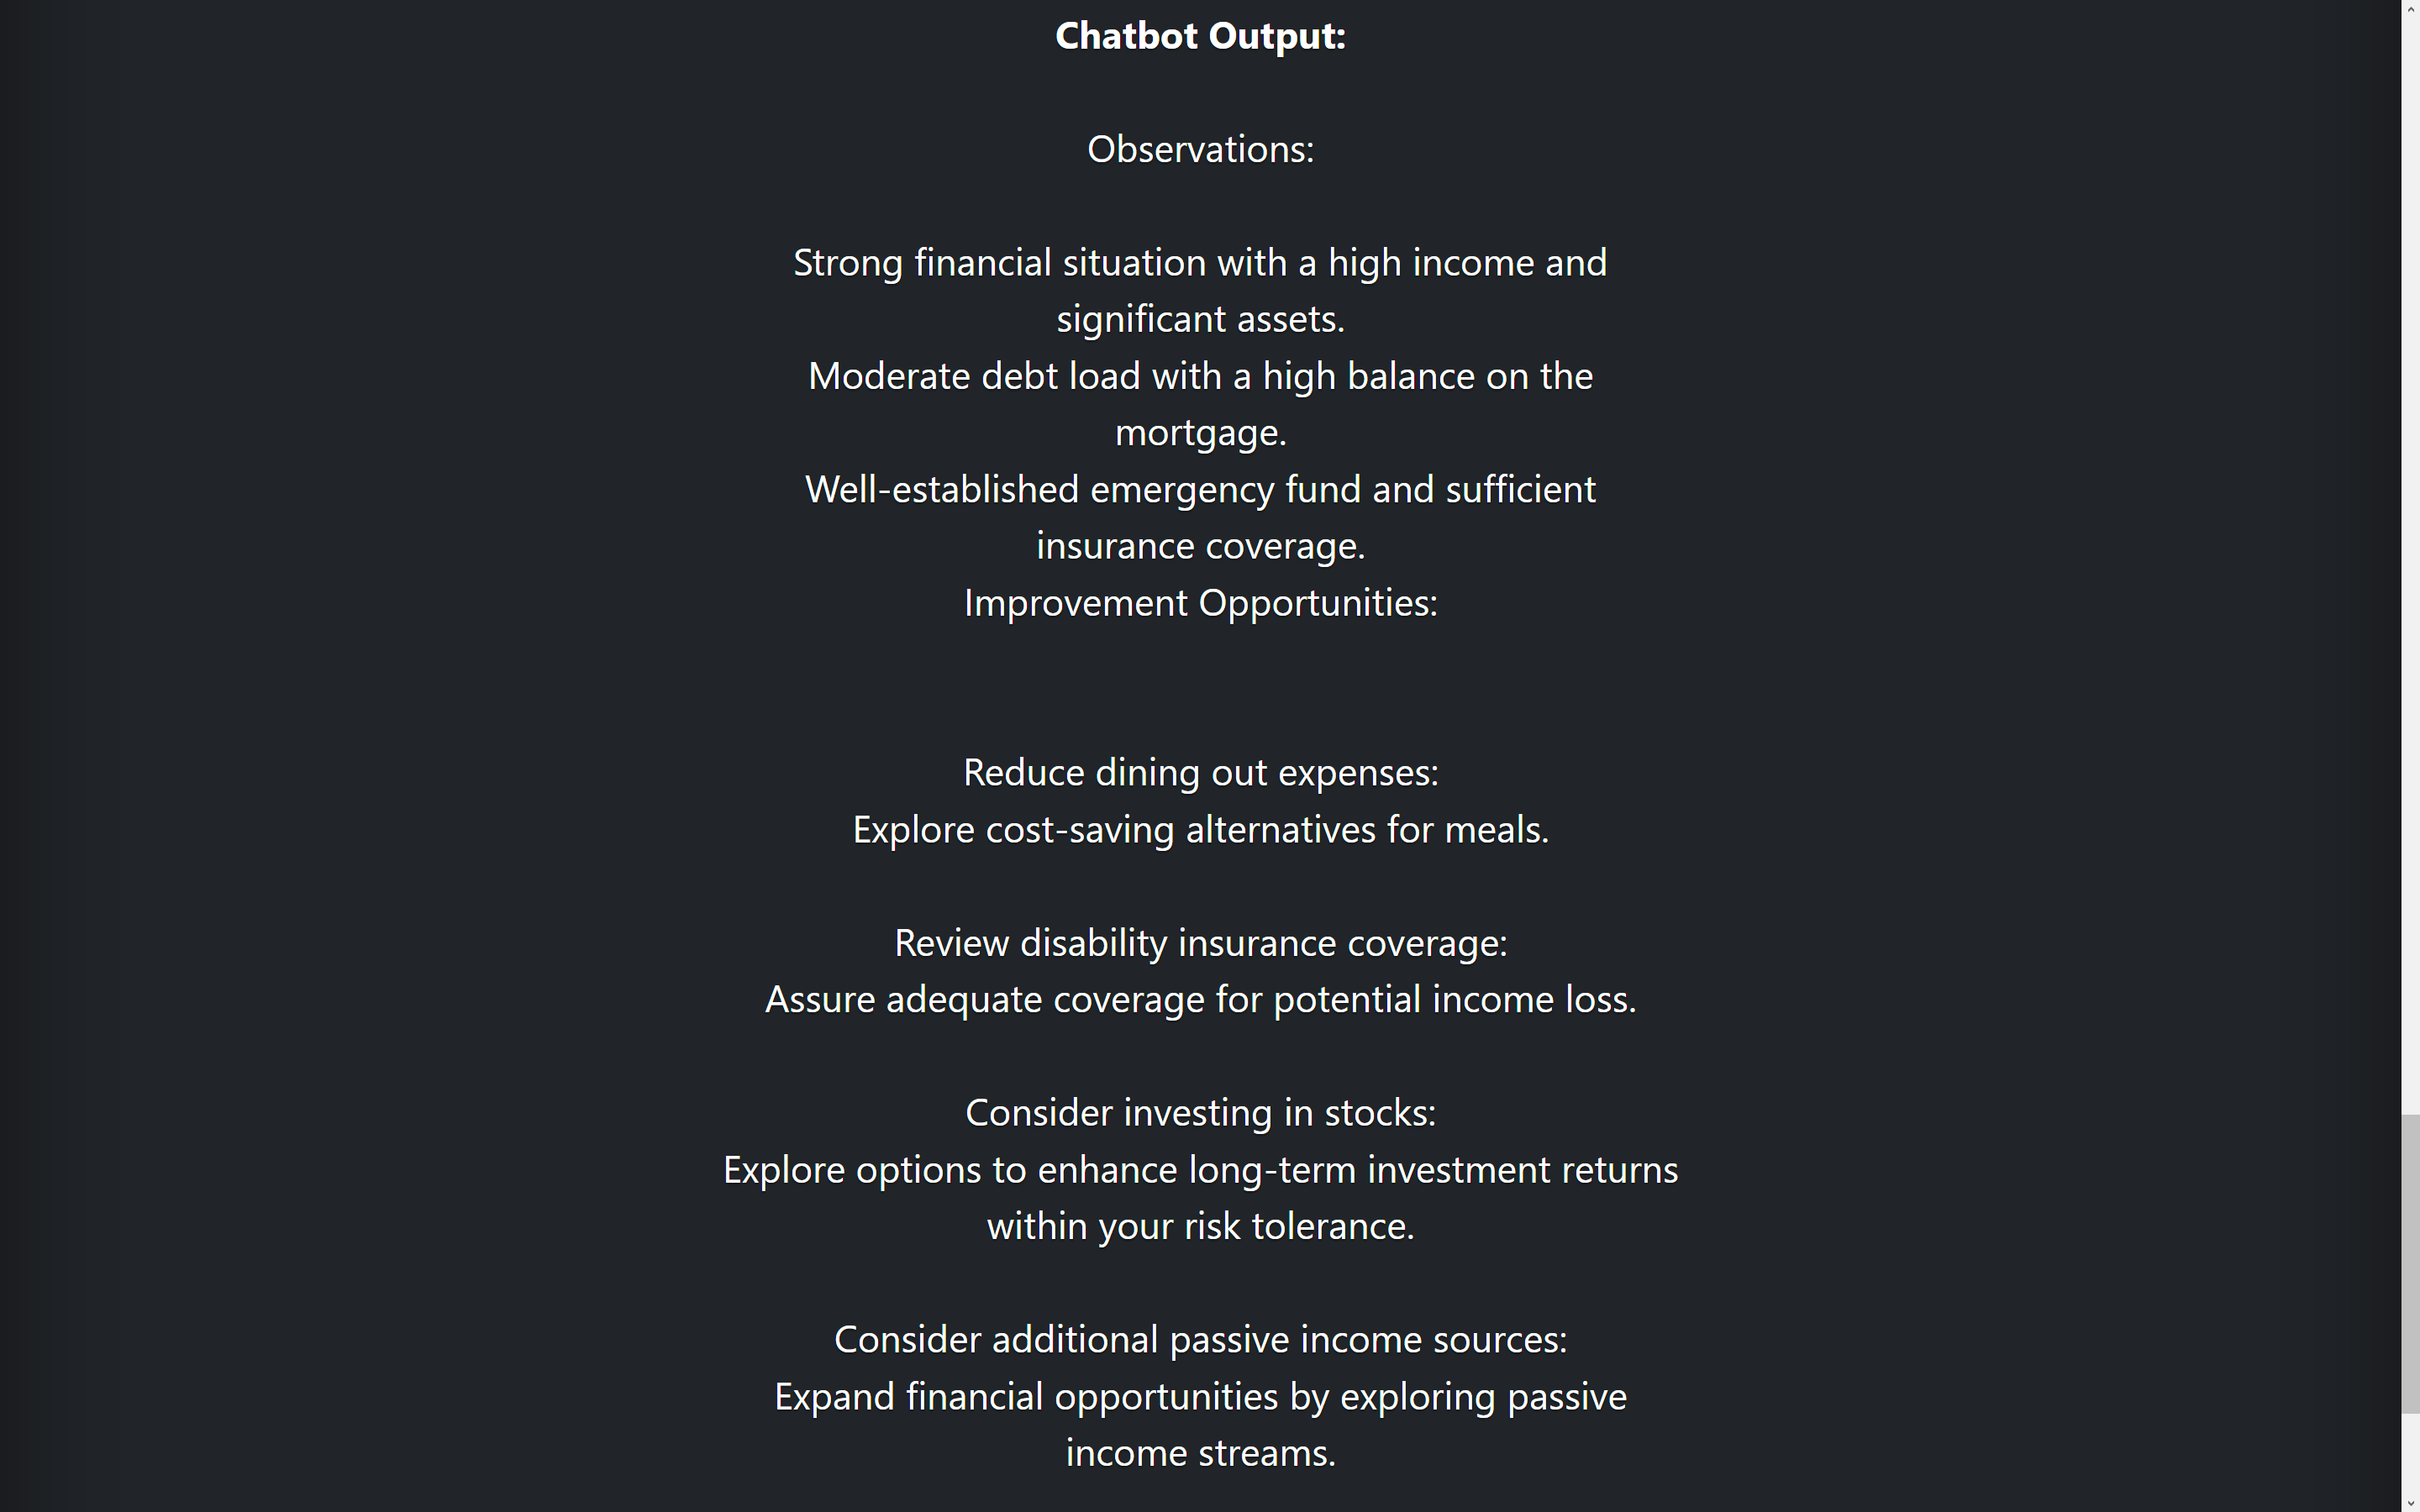 Chatbot Output:
Observations:
Strong financial situation with a high income and
significant assets.
Moderate debt load with a high balance on the
mortgage.
Well-established emergency fund and sufficient
insurance coverage.
Improvement Opportunities:
Reduce dining out expenses:
Explore cost-saving alternatives for meals.
Review disability insurance coverage:
Assure adequate coverage for potential income loss.
Consider investing in stocks:
Explore options to enhance long-term investment returns
within your risk tolerance.
Consider additional passive income sources:
Expand financial opportunities by exploring passive
income streams.